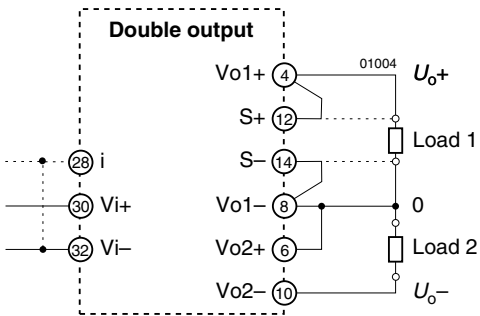 Double output
Vo1+ 4 01004 Uo+
S+ 12
Load 1
28 i S– 14
30 Vi+ Vo1– 8 0
32 Vi– Vo2+ 6 Load 2
Vo2– 10 Uo–